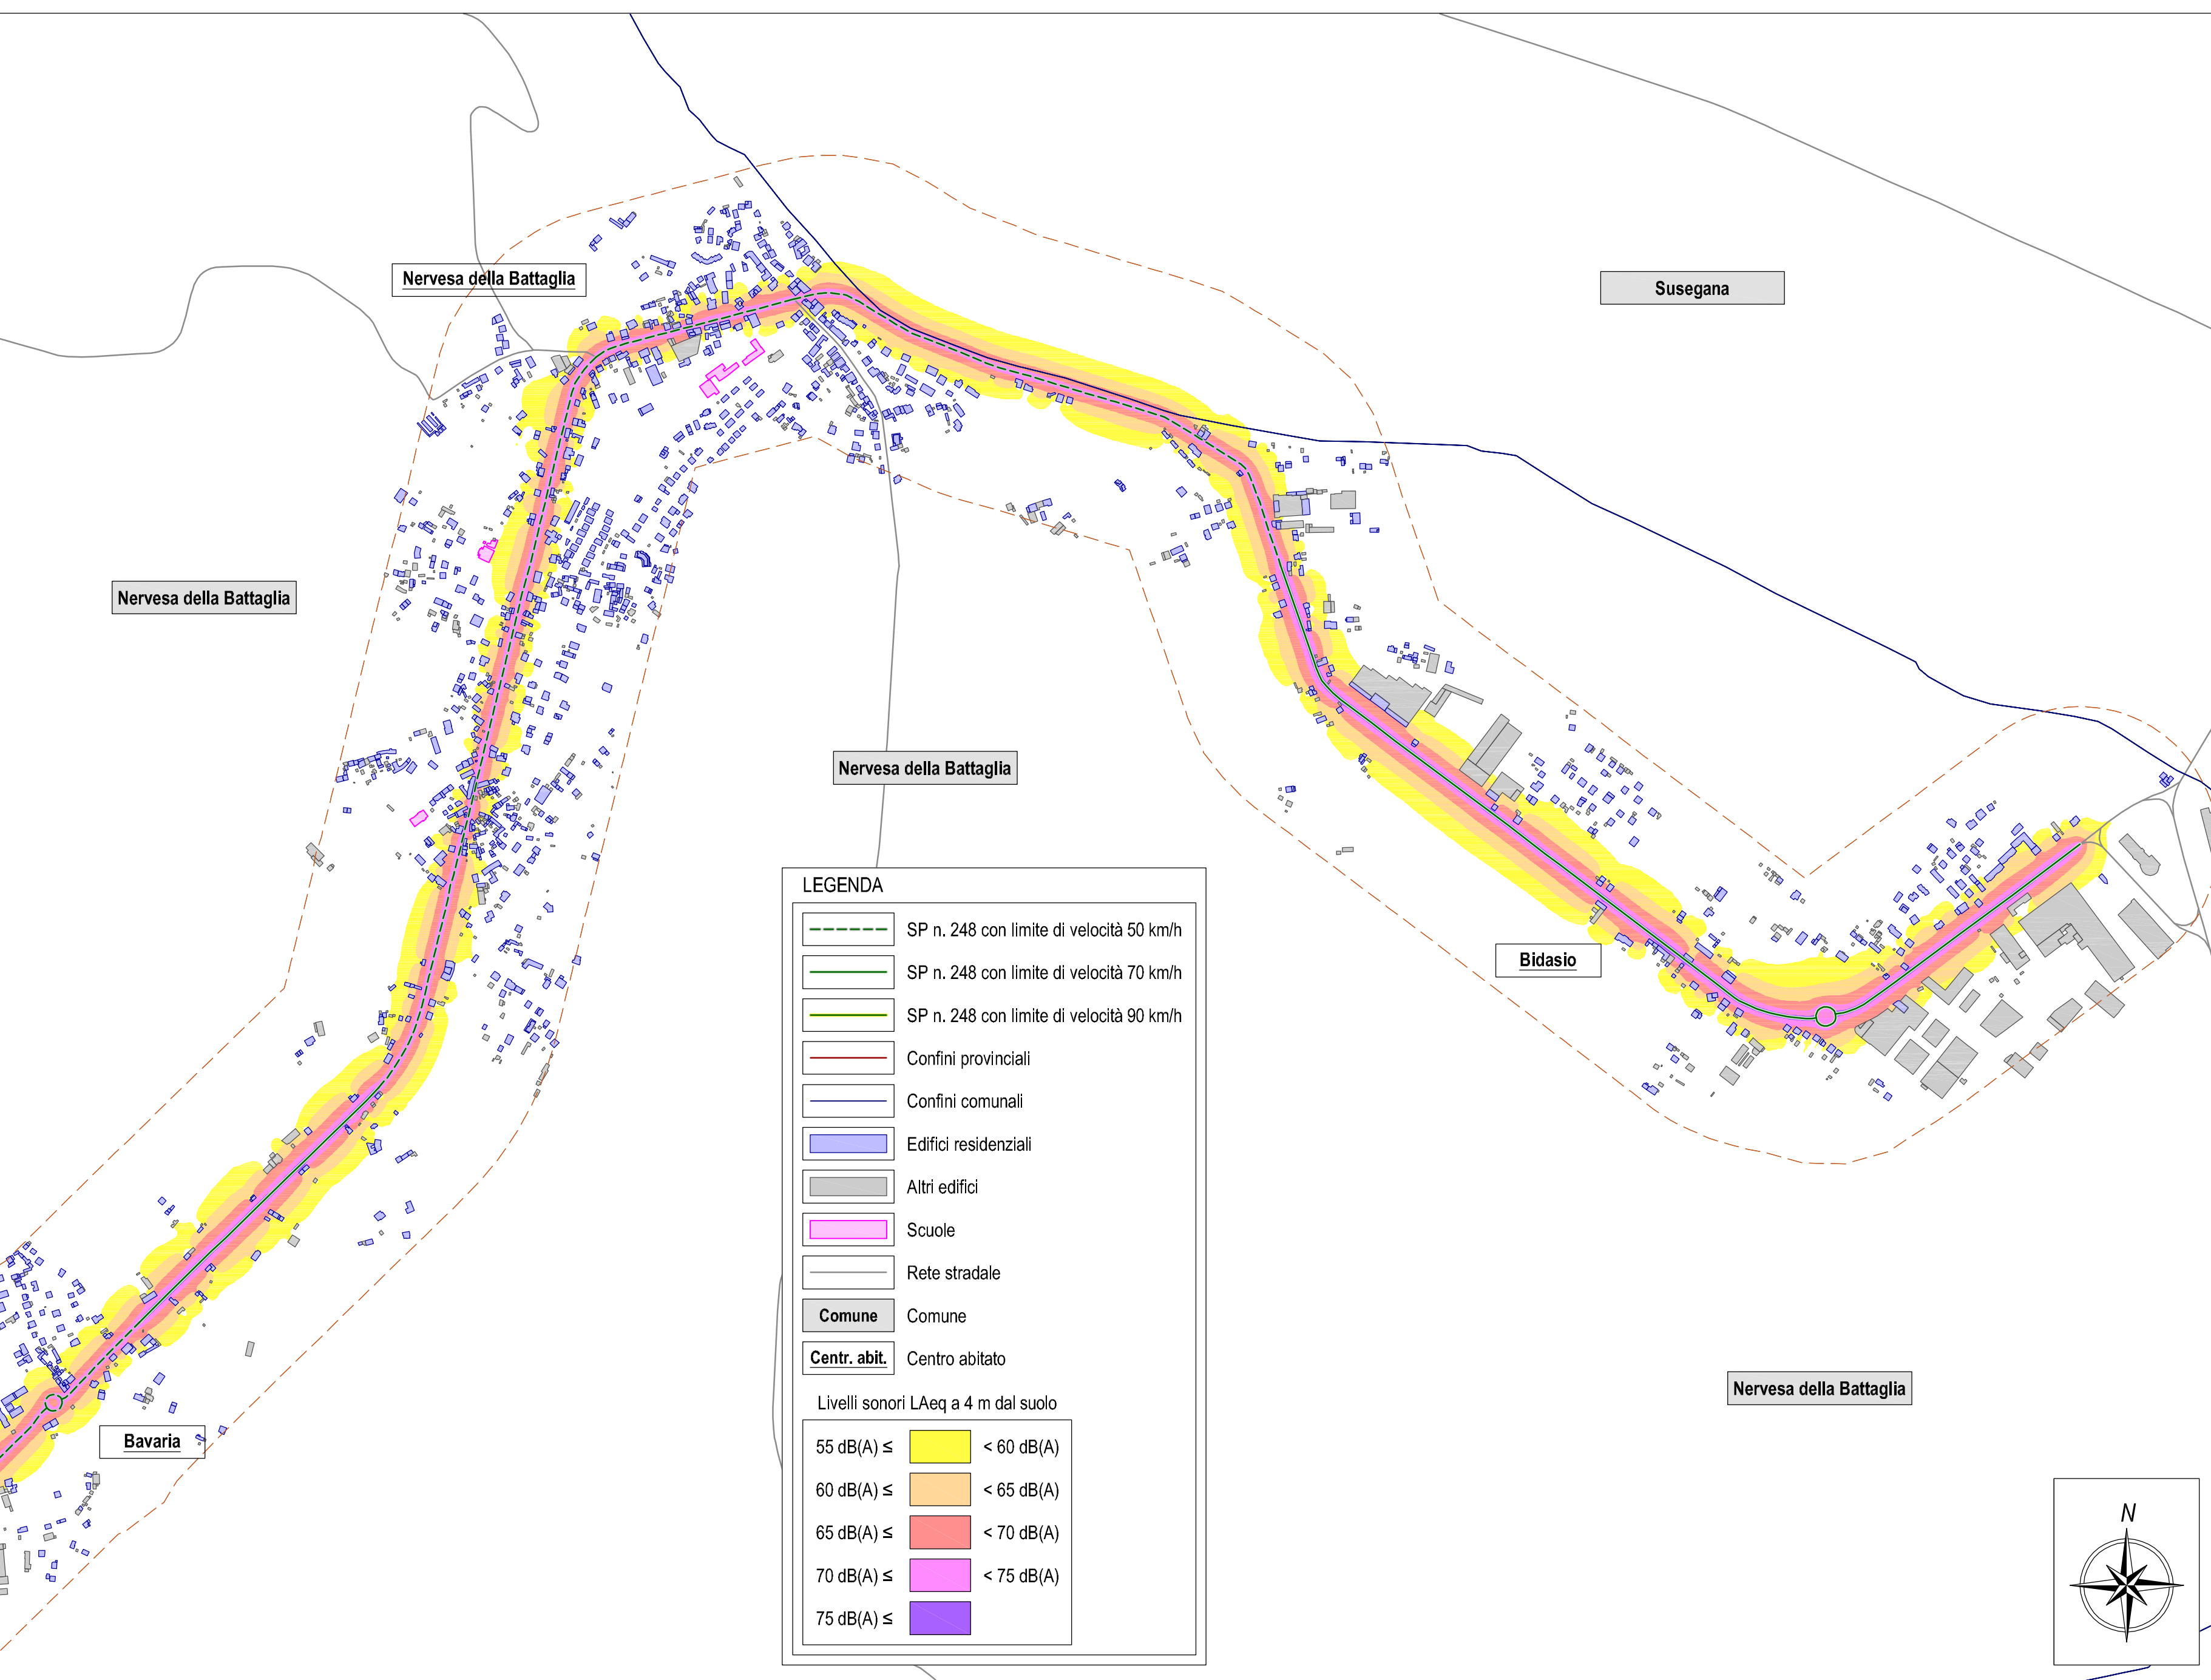 Nervesa della Battaglia
Susegana
Nervesa della Battaglia
Nervesa della Battaglia
Bidasio
Nervesa della Battaglia
Bavaria
LEGENDA
SP n. 248 con limite di velocità 50 km/h
SP n. 248 con limite di velocità 70 km/h
SP n. 248 con limite di velocità 90 km/h
Confini provinciali
Confini comunali
Edifici residenziali
Altri edifici
Scuole
Rete stradale
Comune Comune
Centr. abit. Centro abitato
Livelli sonori LAeq a 4 m dal suolo
55 dB(A) ≤ < 60 dB(A)
60 dB(A) ≤ < 65 dB(A)
65 dB(A) ≤ < 70 dB(A)
70 dB(A) ≤ < 75 dB(A)
75 dB(A) ≤
N